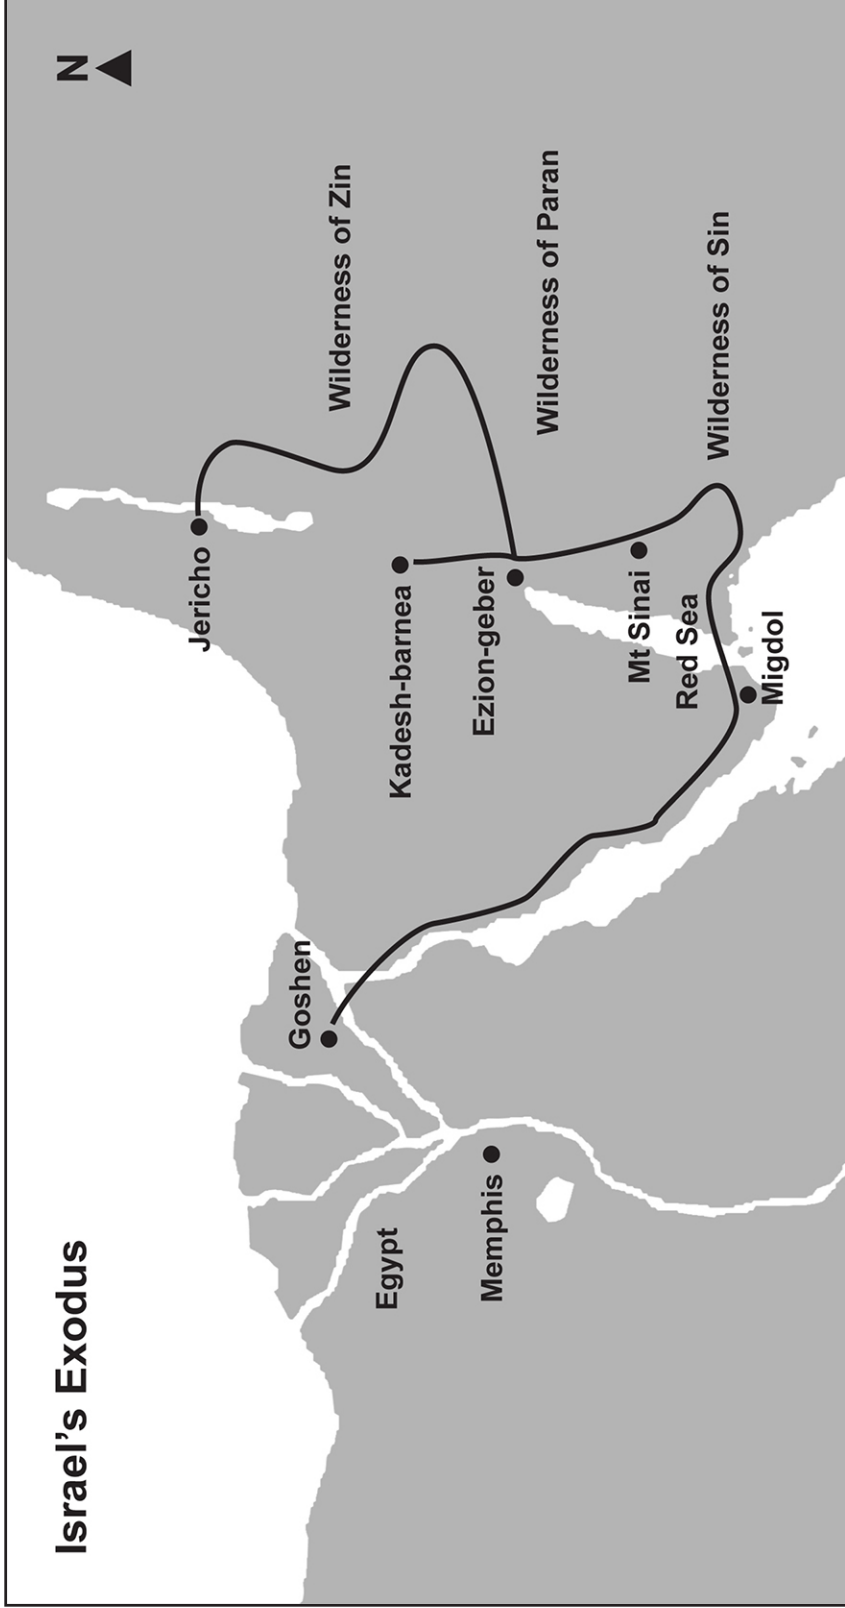 Israel's Exodus
N
Jericho
Wilderness of Zin
Goshen
Kadesh-barnea
Egypt
Ezion-geber
Wilderness of Paran
Memphis
Mt Sinai
Red Sea
Wilderness of Sin
Migdol